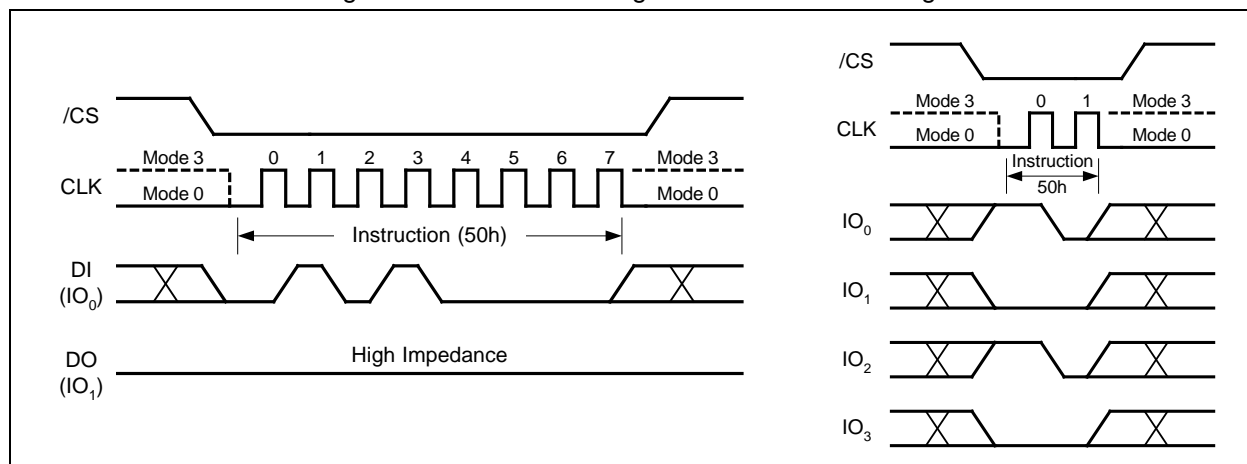 /CS
Mode 3
0 1 2 3 4 5 6 7
Mode 3
CLK
Mode 0
Mode 0
Instruction (50h)
DI
(IO0)
High Impedance
DO
(IO1)
/CS
Mode 3
0 1
Mode 3
CLK
Mode 0
Mode 0
Instruction
50h
IO0
IO1
IO2
IO3